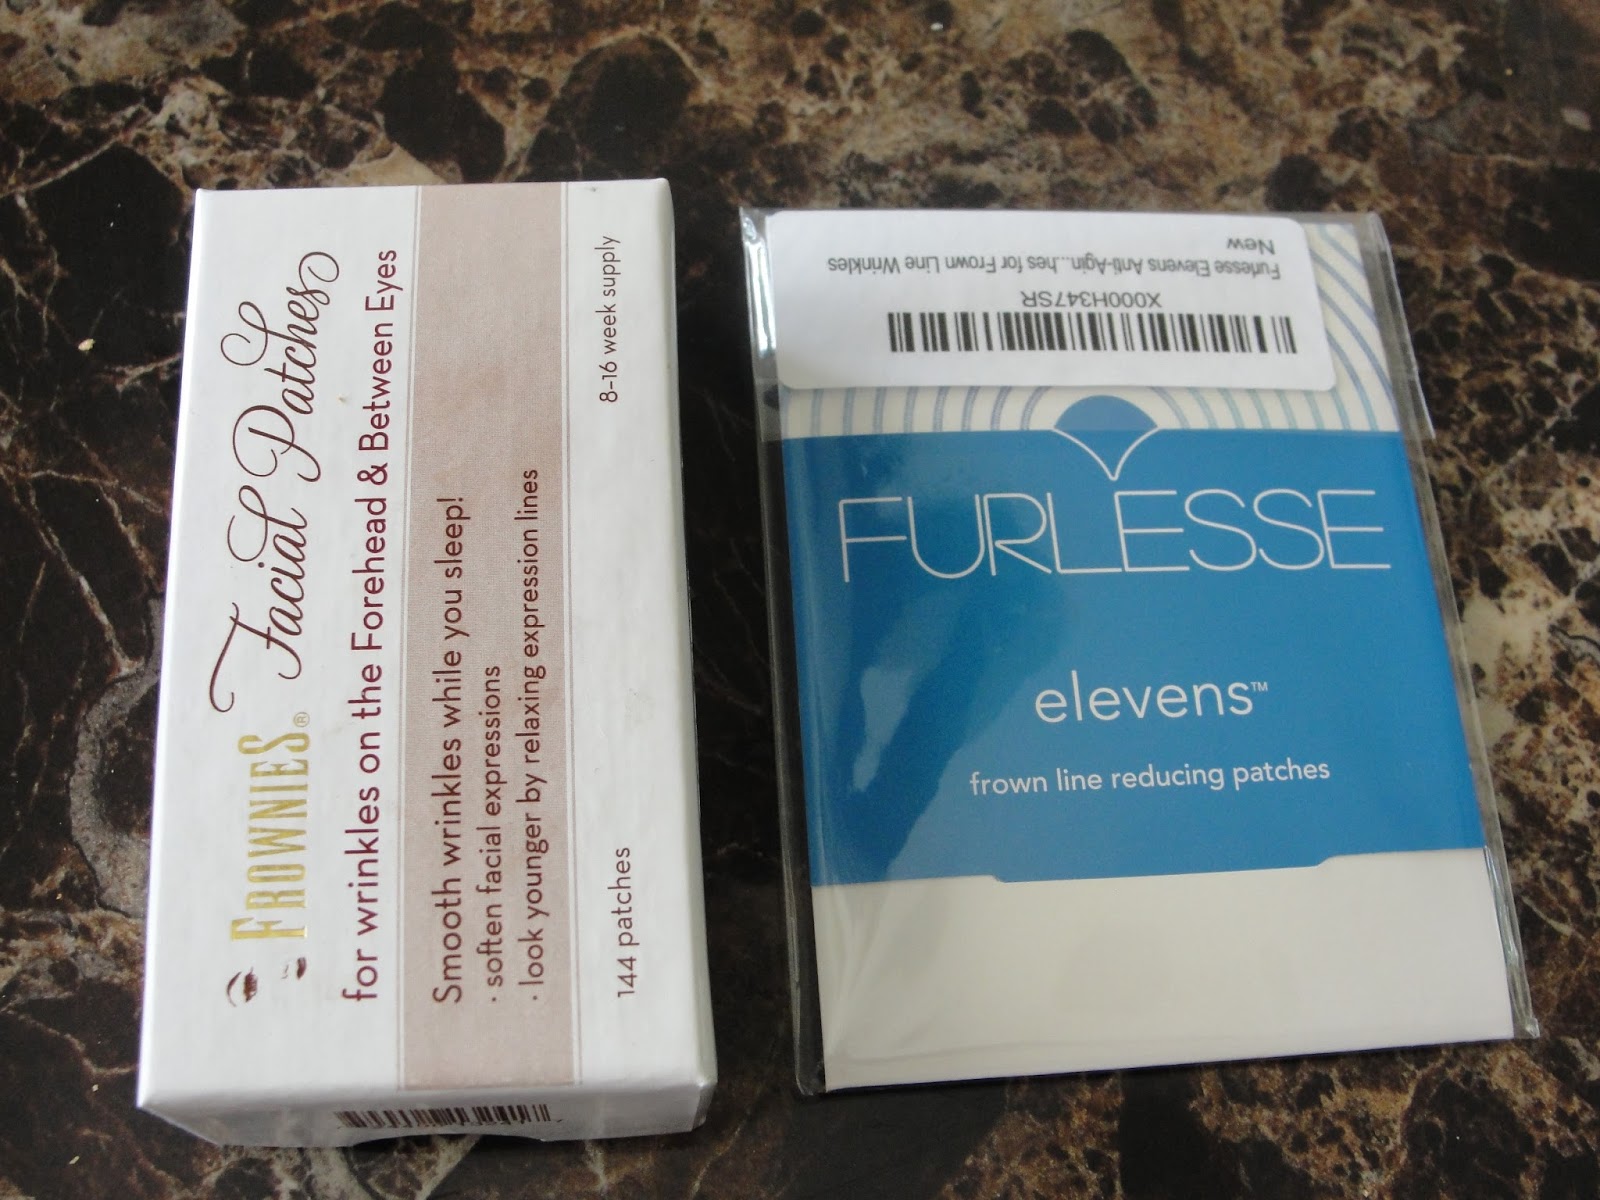 FROWNIES® Facial Patches
for wrinkles on the Forehead & Between Eyes
Smooth wrinkles while you sleep!
· soften facial expressions
· look younger by relaxing expression lines
144 patches 8-16 week supply
X000H347SR
Furlesse Elevens Anti-Agin...hes for Frown Line Wrinkles
New
FURLESSE
elevens™
frown line reducing patches